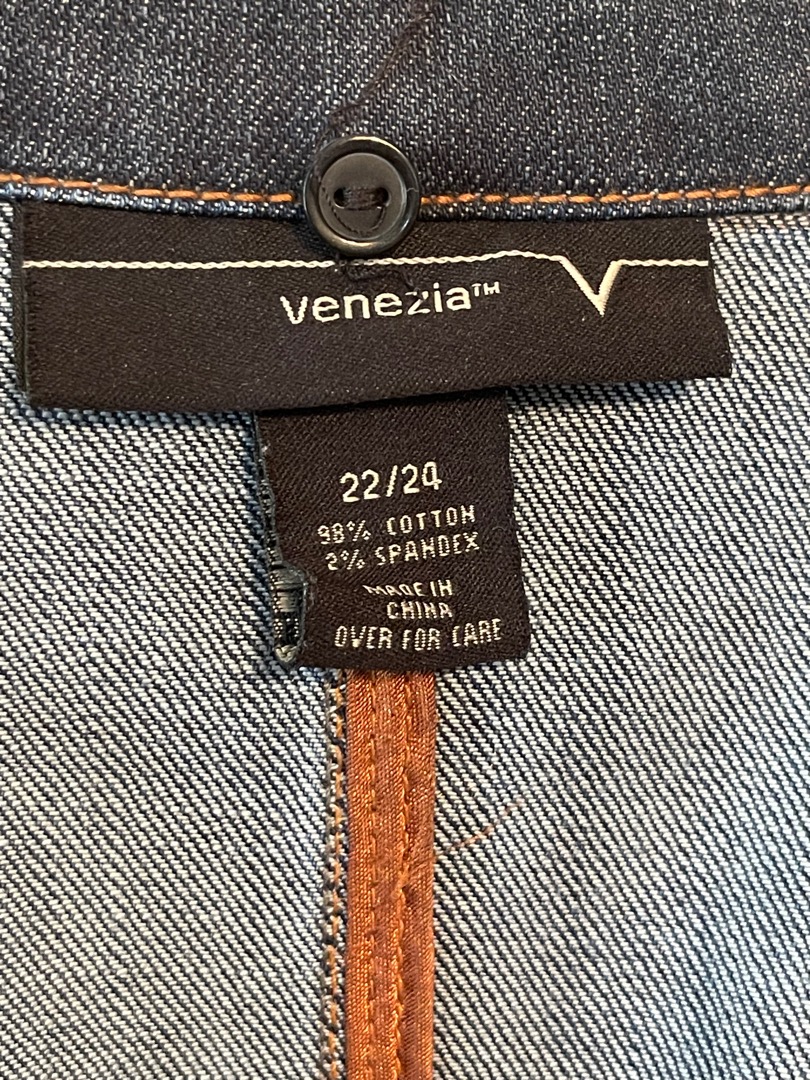 venezia™
22/24
98% COTTON
2% SPANDEX
MADE IN
CHINA
OVER FOR CARE